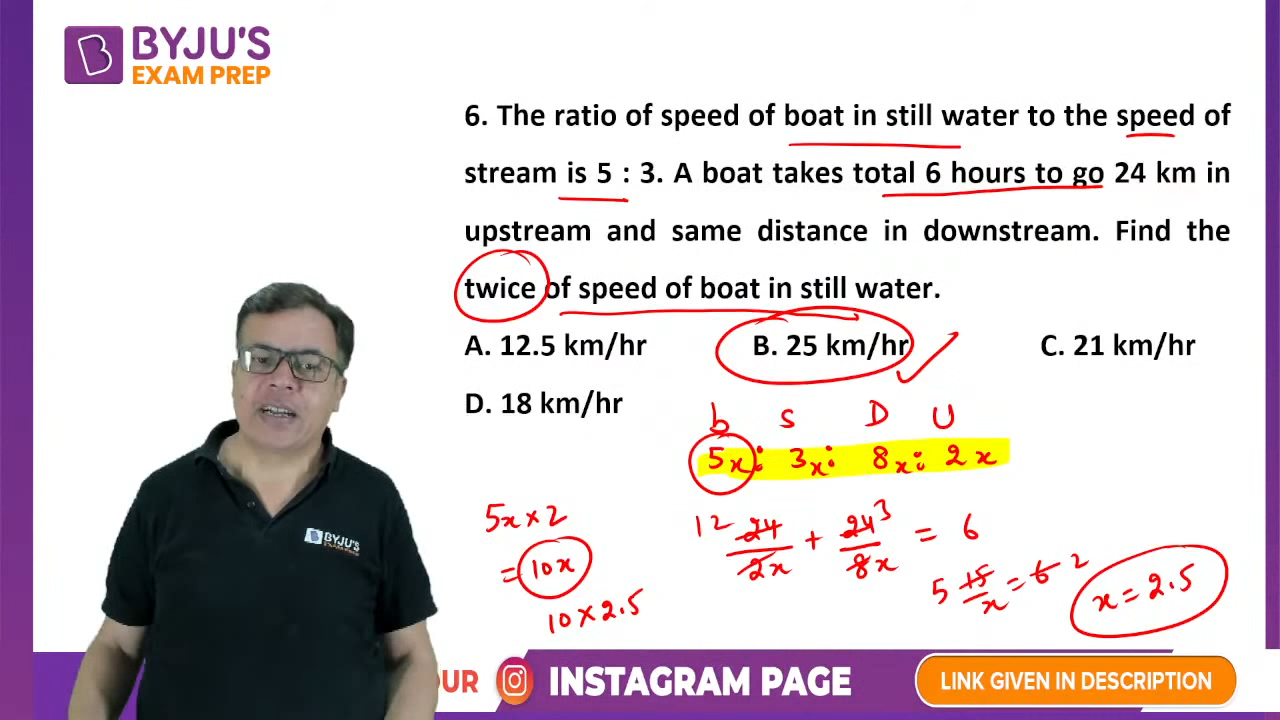 BYJU'S
EXAM PREP
6. The ratio of speed of boat in still water to the speed of
stream is 5 : 3. A boat takes total 6 hours to go 24 km in
upstream and same distance in downstream. Find the
twice of speed of boat in still water.
A. 12.5 km/hr B. 25 km/hr C. 21 km/hr
D. 18 km/hr
b s D U
5x : 3x : 8x : 2x
5x × 2
= 10x
10 × 2.5
12 24/2x + 24 3/8x = 6
5 15/x = 6 2
x = 2.5
BYJU'S
EXAM PREP
OUR INSTAGRAM PAGE
LINK GIVEN IN DESCRIPTION